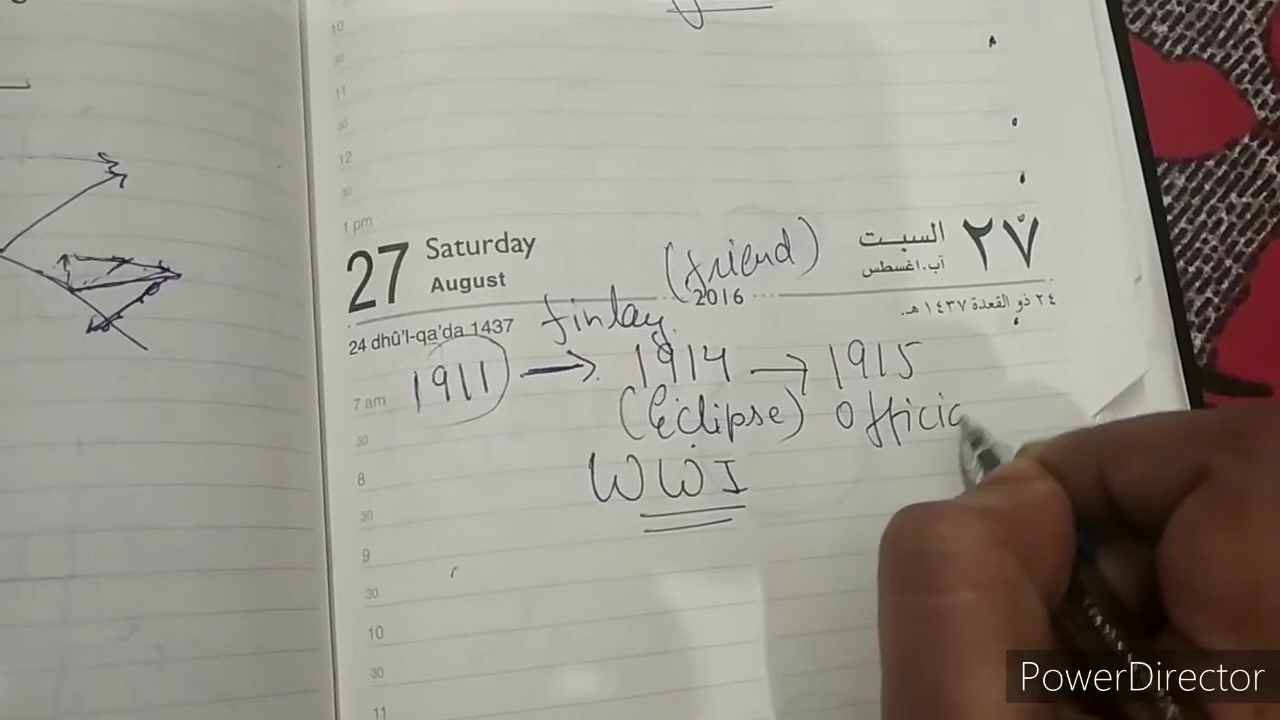 10
30
11
30
12
30
1 pm
27 Saturday
August
(friend)
السبت ٢٧
آب.اغسطس
2016
24 dhû'l-qa'da 1437
finlay
٢٤ ذو القعدة ١٤٣٧ هـ.
7 am 1911 → 1914 → 1915
30 (Eclipse) Officia
8 WWI
30
9
30
10
30
11
PowerDirector